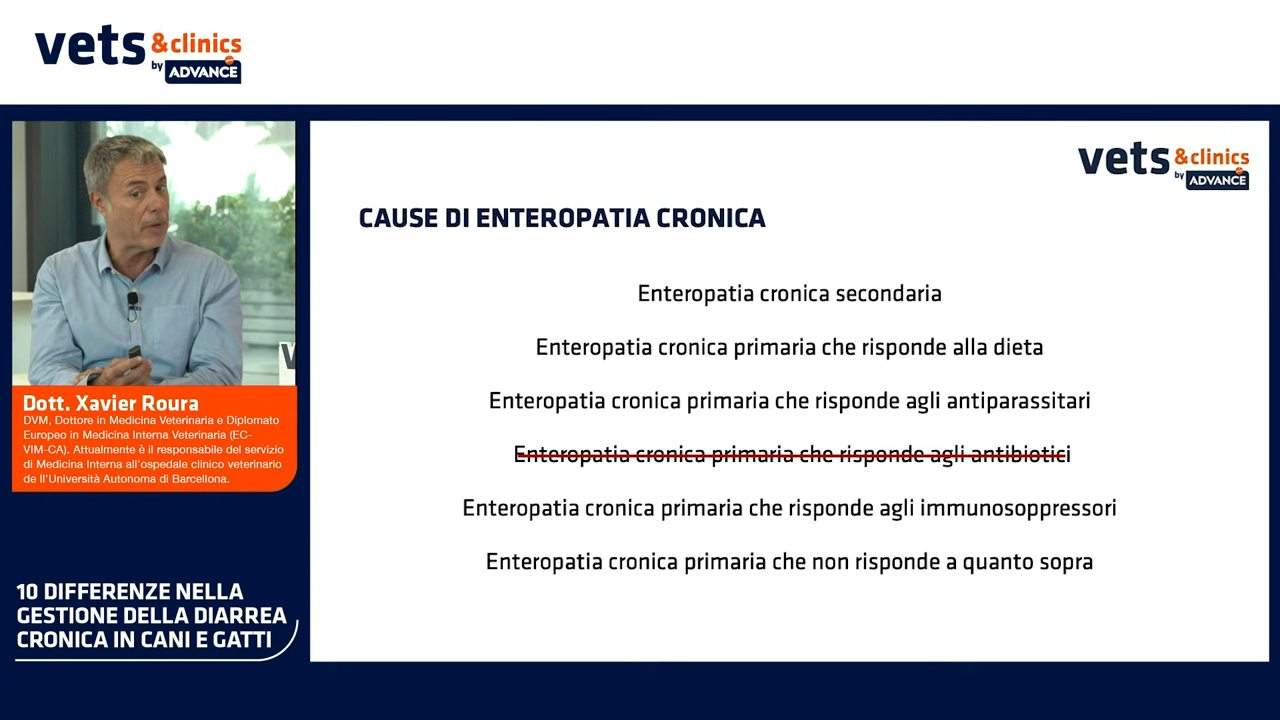 vets &clinics
by ADVANCE
vets &clinics
by ADVANCE
CAUSE DI ENTEROPATIA CRONICA
Enteropatia cronica secondaria
Enteropatia cronica primaria che risponde alla dieta
Enteropatia cronica primaria che risponde agli antiparassitari
Enteropatia cronica primaria che risponde agli antibiotici
Enteropatia cronica primaria che risponde agli immunosoppressori
Enteropatia cronica primaria che non risponde a quanto sopra
Dott. Xavier Roura
DVM, Dottore in Medicina Veterinaria e Diplomato
Europeo in Medicina Interna Veterinaria (EC-
VIM-CA). Attualmente è il responsabile del servizio
di Medicina Interna all'ospedale clinico veterinario
de ll'Università Autonoma di Barcellona.
10 DIFFERENZE NELLA
GESTIONE DELLA DIARREA
CRONICA IN CANI E GATTI